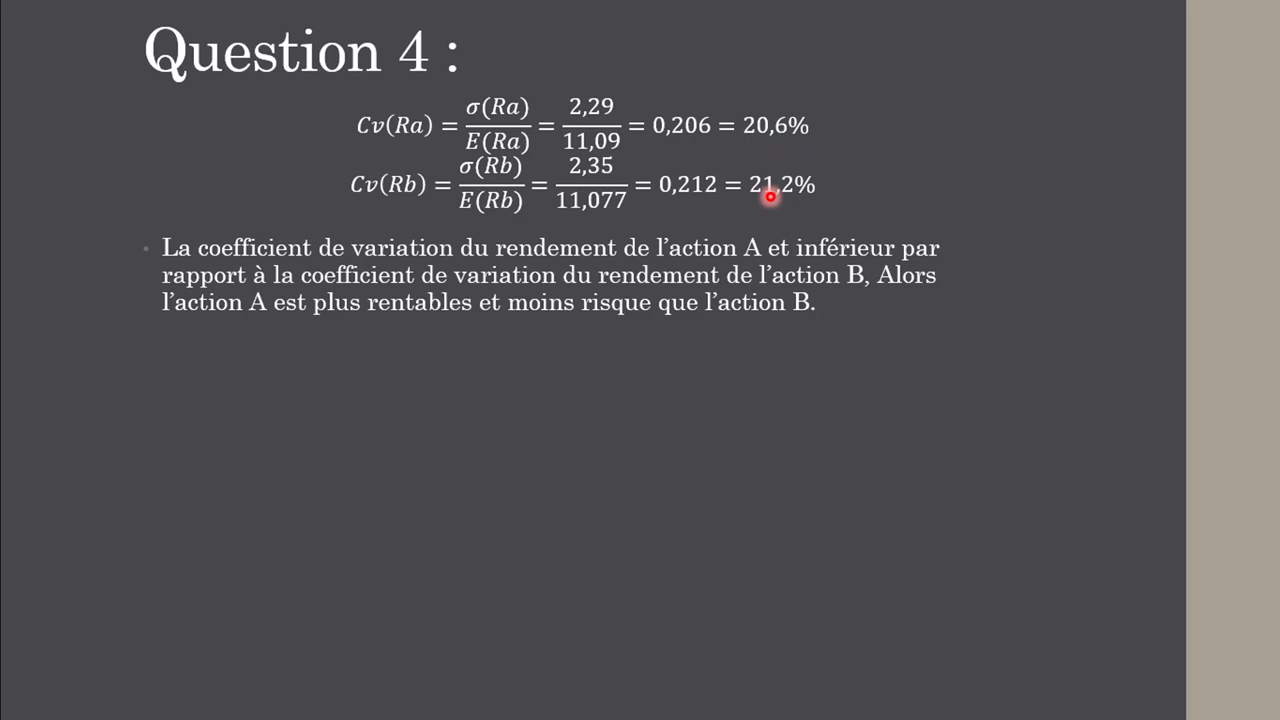 Question 4 :
Cv(Ra) = σ(Ra)/E(Ra) = 2,29/11,09 = 0,206 = 20,6%
Cv(Rb) = σ(Rb)/E(Rb) = 2,35/11,077 = 0,212 = 21,2%
• La coefficient de variation du rendement de l’action A et inférieur par
rapport à la coefficient de variation du rendement de l’action B, Alors
l’action A est plus rentables et moins risque que l’action B.